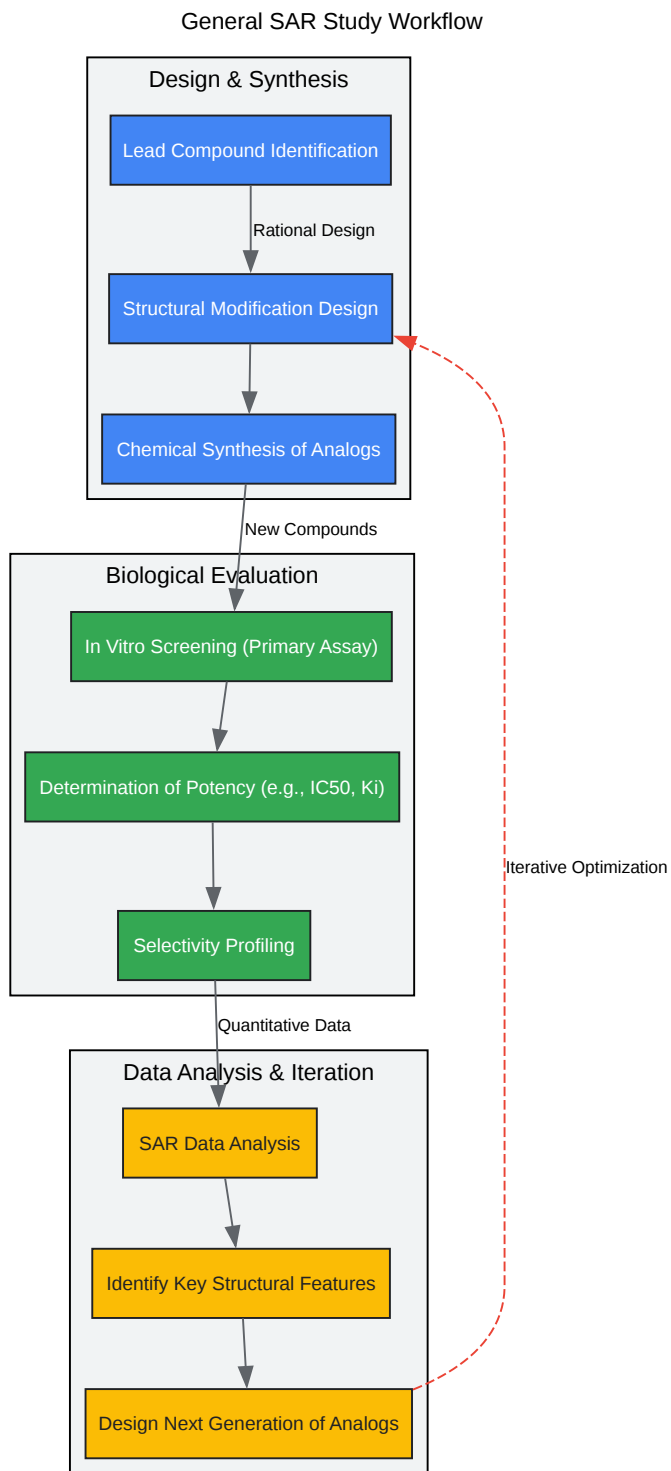 General SAR Study Workflow
Design & Synthesis
Lead Compound Identification
Rational Design
Structural Modification Design
Chemical Synthesis of Analogs
New Compounds
Biological Evaluation
In Vitro Screening (Primary Assay)
Determination of Potency (e.g., IC50, Ki)
Iterative Optimization
Selectivity Profiling
Quantitative Data
Data Analysis & Iteration
SAR Data Analysis
Identify Key Structural Features
Design Next Generation of Analogs